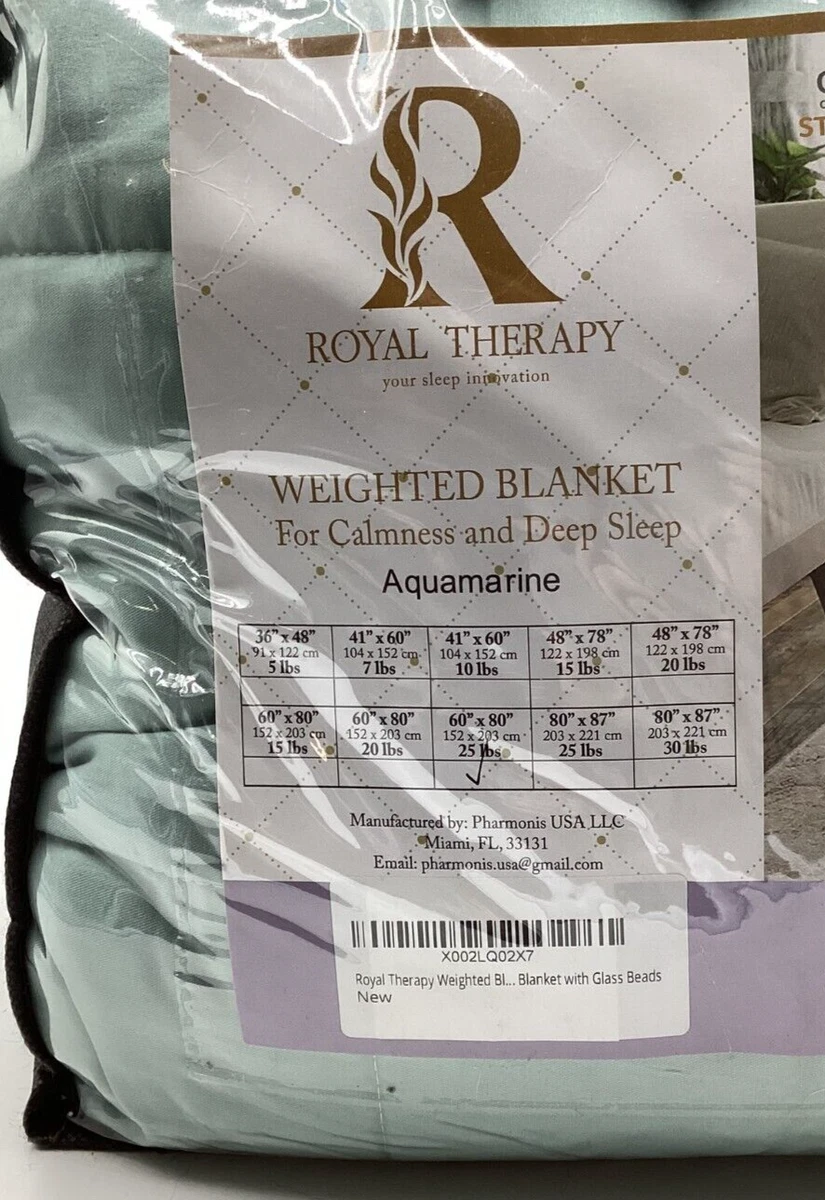 R
ROYAL THERAPY
your sleep innovation
WEIGHTED BLANKET
For Calmness and Deep Sleep
Aquamarine
36” x 48” 41” x 60” 41” x 60” 48” x 78” 48” x 78”
91 x 122 cm 104 x 152 cm 104 x 152 cm 122 x 198 cm 122 x 198 cm
5 lbs 7 lbs 10 lbs 15 lbs 20 lbs
60” x 80” 60” x 80” 60” x 80” 80” x 87” 80” x 87”
152 x 203 cm 152 x 203 cm 152 x 203 cm 203 x 221 cm 203 x 221 cm
15 lbs 20 lbs 25 lbs 25 lbs 30 lbs
Manufactured by: Pharmonis USA LLC
Miami, FL, 33131
Email: pharmonis.usa@gmail.com
X002LQ02X7
Royal Therapy Weighted Bl... Blanket with Glass Beads
New